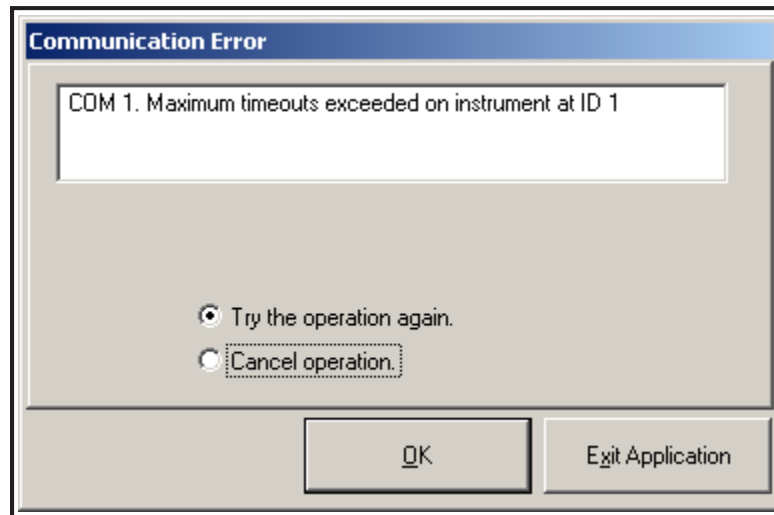 Communication Error
COM 1. Maximum timeouts exceeded on instrument at ID 1
Try the operation again.
Cancel operation.
OK
Exit Application